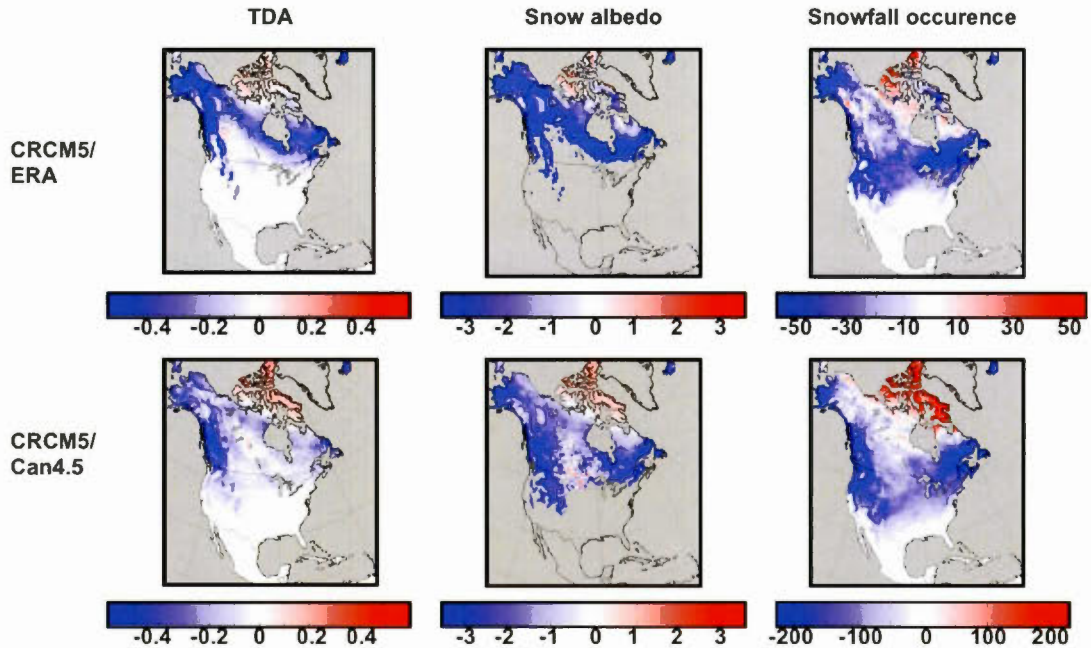 TDA Snow albedo Snowfall occurence
CRCM5/
ERA
-0.4 -0.2 0 0.2 0.4
-3 -2 -1 0 1 2 3
-50 -30 -10 10 30 50
CRCM5/
Can4.5
-0.4 -0.2 0 0.2 0.4
-3 -2 -1 0 1 2 3
-200 -100 0 100 200